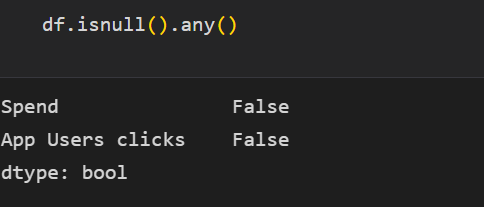 df.isnull().any()
Spend False
App Users clicks False
dtype: bool